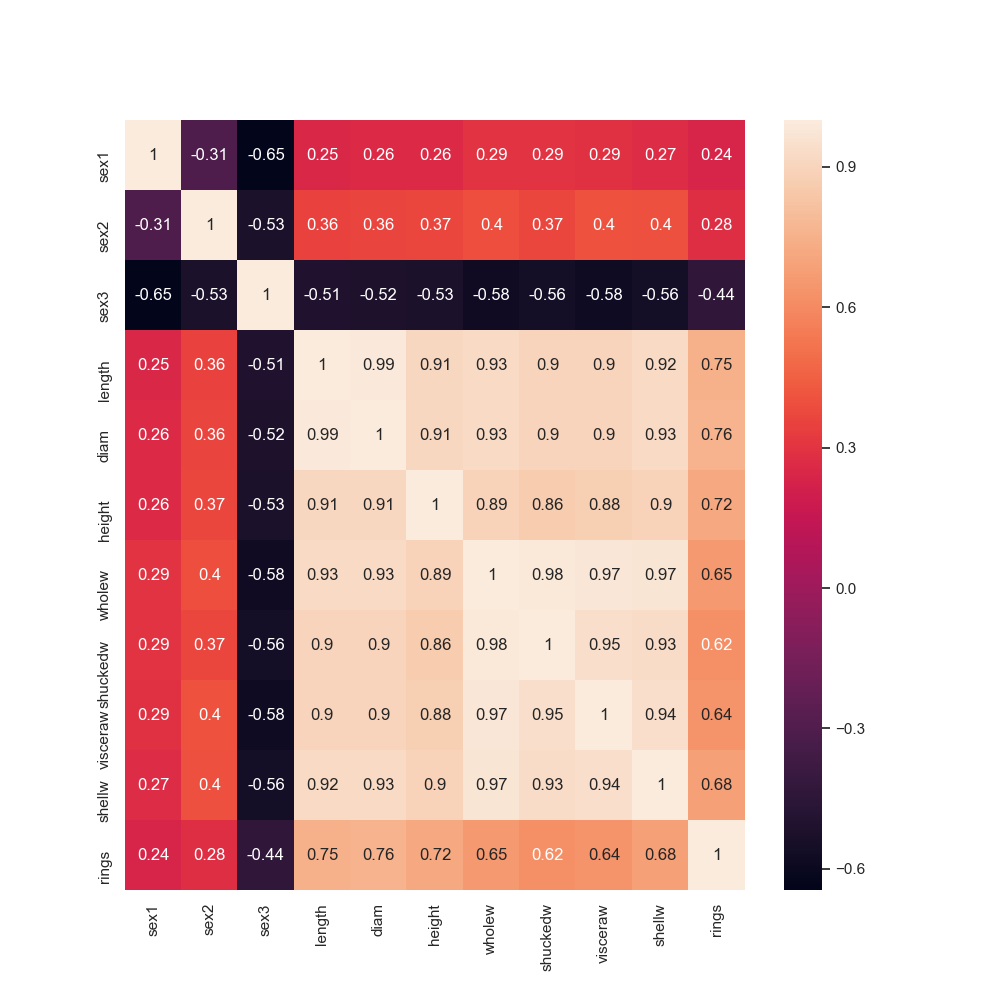 sex1 1 -0.31 -0.65 0.25 0.26 0.26 0.29 0.29 0.29 0.27 0.24
sex2 -0.31 1 -0.53 0.36 0.36 0.37 0.4 0.37 0.4 0.4 0.28
sex3 -0.65 -0.53 1 -0.51 -0.52 -0.53 -0.58 -0.56 -0.58 -0.56 -0.44
length 0.25 0.36 -0.51 1 0.99 0.91 0.93 0.9 0.9 0.92 0.75
diam 0.26 0.36 -0.52 0.99 1 0.91 0.93 0.9 0.9 0.93 0.76
height 0.26 0.37 -0.53 0.91 0.91 1 0.89 0.86 0.88 0.9 0.72
wholew 0.29 0.4 -0.58 0.93 0.93 0.89 1 0.98 0.97 0.97 0.65
shuckedw 0.29 0.37 -0.56 0.9 0.9 0.86 0.98 1 0.95 0.93 0.62
visceraw 0.29 0.4 -0.58 0.9 0.9 0.88 0.97 0.95 1 0.94 0.64
shellw 0.27 0.4 -0.56 0.92 0.93 0.9 0.97 0.93 0.94 1 0.68
rings 0.24 0.28 -0.44 0.75 0.76 0.72 0.65 0.62 0.64 0.68 1
sex1 sex2 sex3 length diam height wholew shuckedw visceraw shellw rings
0.9
0.6
0.3
0.0
-0.3
-0.6